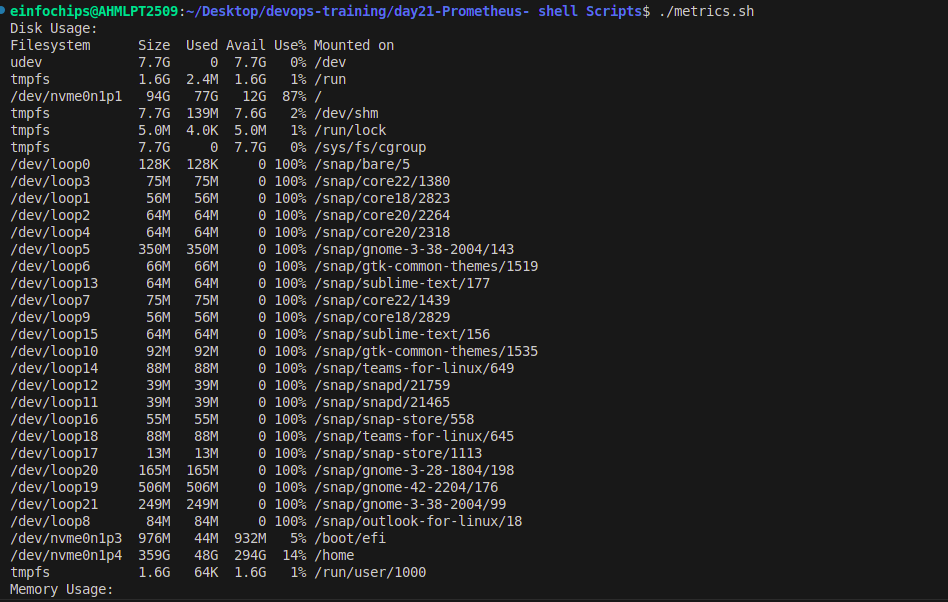 einfochips@AHMLPT2509:~/Desktop/devops-training/day21-Prometheus- shell Scripts$ ./metrics.sh
Disk Usage:
Filesystem      Size  Used Avail Use% Mounted on
udev            7.7G     0  7.7G   0% /dev
tmpfs           1.6G  2.4M  1.6G   1% /run
/dev/nvme0n1p1   94G   77G   12G  87% /
tmpfs           7.7G  139M  7.6G   2% /dev/shm
tmpfs           5.0M  4.0K  5.0M   1% /run/lock
tmpfs           7.7G     0  7.7G   0% /sys/fs/cgroup
/dev/loop0      128K  128K     0 100% /snap/bare/5
/dev/loop3       75M   75M     0 100% /snap/core22/1380
/dev/loop1       56M   56M     0 100% /snap/core18/2823
/dev/loop2       64M   64M     0 100% /snap/core20/2264
/dev/loop4       64M   64M     0 100% /snap/core20/2318
/dev/loop5      350M  350M     0 100% /snap/gnome-3-38-2004/143
/dev/loop6       66M   66M     0 100% /snap/gtk-common-themes/1519
/dev/loop13      64M   64M     0 100% /snap/sublime-text/177
/dev/loop7       75M   75M     0 100% /snap/core22/1439
/dev/loop9       56M   56M     0 100% /snap/core18/2829
/dev/loop15      64M   64M     0 100% /snap/sublime-text/156
/dev/loop10      92M   92M     0 100% /snap/gtk-common-themes/1535
/dev/loop14      88M   88M     0 100% /snap/teams-for-linux/649
/dev/loop12      39M   39M     0 100% /snap/snapd/21759
/dev/loop11      39M   39M     0 100% /snap/snapd/21465
/dev/loop16      55M   55M     0 100% /snap/snap-store/558
/dev/loop18      88M   88M     0 100% /snap/teams-for-linux/645
/dev/loop17      13M   13M     0 100% /snap/snap-store/1113
/dev/loop20     165M  165M     0 100% /snap/gnome-3-28-1804/198
/dev/loop19     506M  506M     0 100% /snap/gnome-42-2204/176
/dev/loop21     249M  249M     0 100% /snap/gnome-3-38-2004/99
/dev/loop8       84M   84M     0 100% /snap/outlook-for-linux/18
/dev/nvme0n1p3  976M   44M  932M   5% /boot/efi
/dev/nvme0n1p4  359G   48G  294G  14% /home
tmpfs           1.6G   64K  1.6G   1% /run/user/1000
Memory Usage: